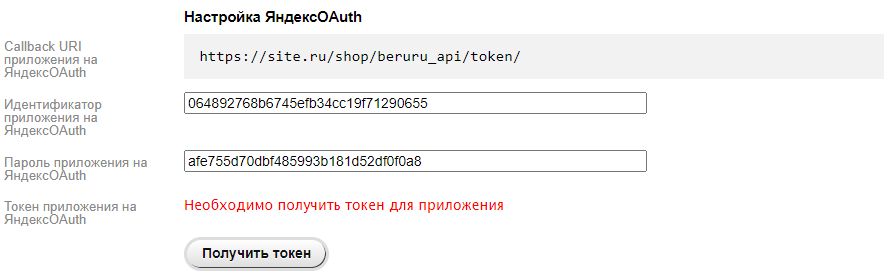 Настройка ЯндексOAuth
Callback URI
приложения на
ЯндексOAuth
https://site.ru/shop/beruru_api/token/
Идентификатор
приложения на
ЯндексOAuth
064892768b6745efb34cc19f71290655
Пароль приложения на
ЯндексOAuth
afe755d70dbf485993b181d52df0f0a8
Токен приложения на
ЯндексOAuth
Необходимо получить токен для приложения
Получить токен